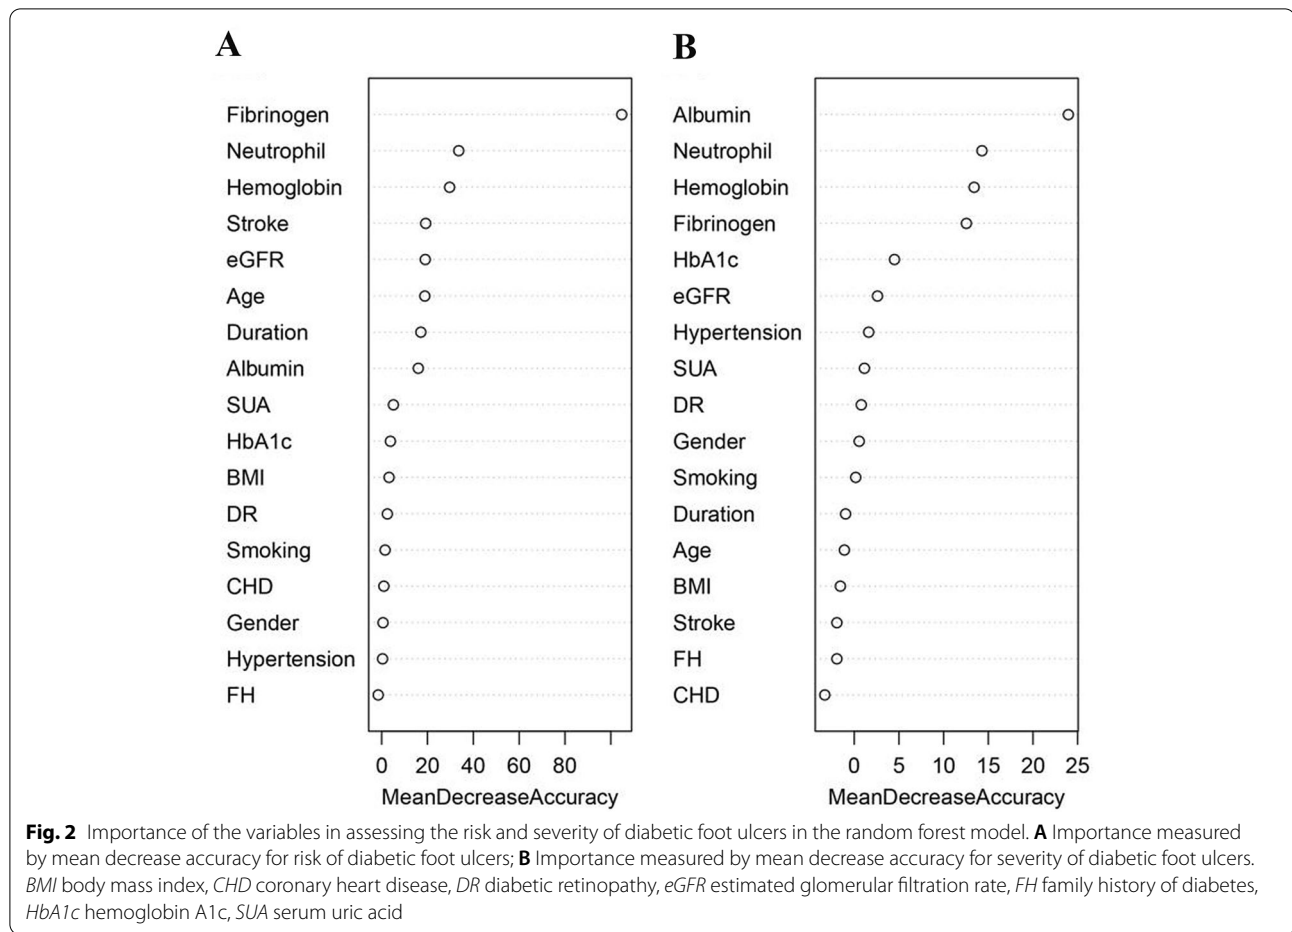 A
Fibrinogen
Neutrophil
Hemoglobin
Stroke
eGFR
Age
Duration
Albumin
SUA
HbA1c
BMI
DR
Smoking
CHD
Gender
Hypertension
FH
0 20 40 60 80
MeanDecreaseAccuracy
B
Albumin
Neutrophil
Hemoglobin
Fibrinogen
HbA1c
eGFR
Hypertension
SUA
DR
Gender
Smoking
Duration
Age
BMI
Stroke
FH
CHD
0 5 10 15 20 25
MeanDecreaseAccuracy
Fig. 2 Importance of the variables in assessing the risk and severity of diabetic foot ulcers in the random forest model. A Importance measured
by mean decrease accuracy for risk of diabetic foot ulcers; B Importance measured by mean decrease accuracy for severity of diabetic foot ulcers.
BMI body mass index, CHD coronary heart disease, DR diabetic retinopathy, eGFR estimated glomerular filtration rate, FH family history of diabetes,
HbA1c hemoglobin A1c, SUA serum uric acid